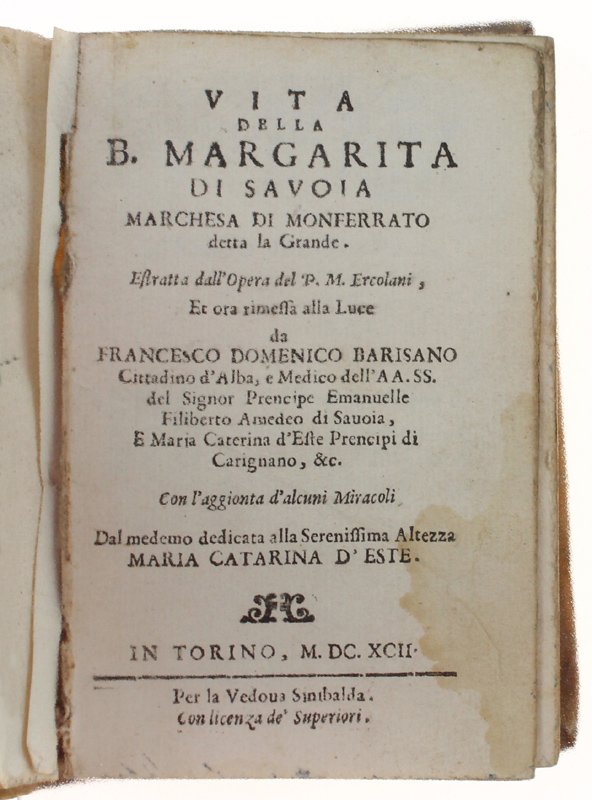 VITA
DELLA
B. MARGARITA
DI SAVOIA
MARCHESA DI MONFERRATO
detta la Grande.
Eſtratta dall'Opera del P. M. Ercolani,
Et ora rimeſſa alla Luce
da
FRANCESCO DOMENICO BARISANO
Cittadino d'Alba, e Medico dell'AA. SS.
del Signor Prencipe Emanuelle
Filiberto Amedeo di Sauoia,
E Maria Caterina d'Eſte Prencipi di
Carignano, &c.
Con l'aggionta d'alcuni Miracoli
Dal medemo dedicata alla Sereniſſima Altezza
MARIA CATARINA D'ESTE.
IN TORINO, M. DC. XCII.
Per la Vedoua Sinibalda.
Con licenza de' Superiori.